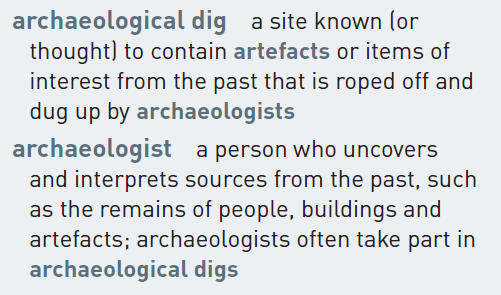 archaeological dig a site known (or
thought) to contain artefacts or items of
interest from the past that is roped off and
dug up by archaeologists
archaeologist a person who uncovers
and interprets sources from the past, such
as the remains of people, buildings and
artefacts; archaeologists often take part in
archaeological digs